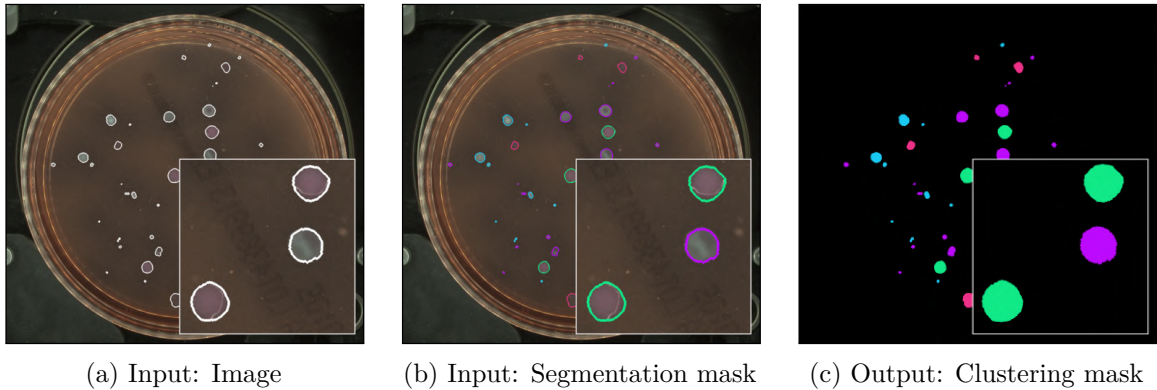 (a) Input: Image
(b) Input: Segmentation mask
(c) Output: Clustering mask